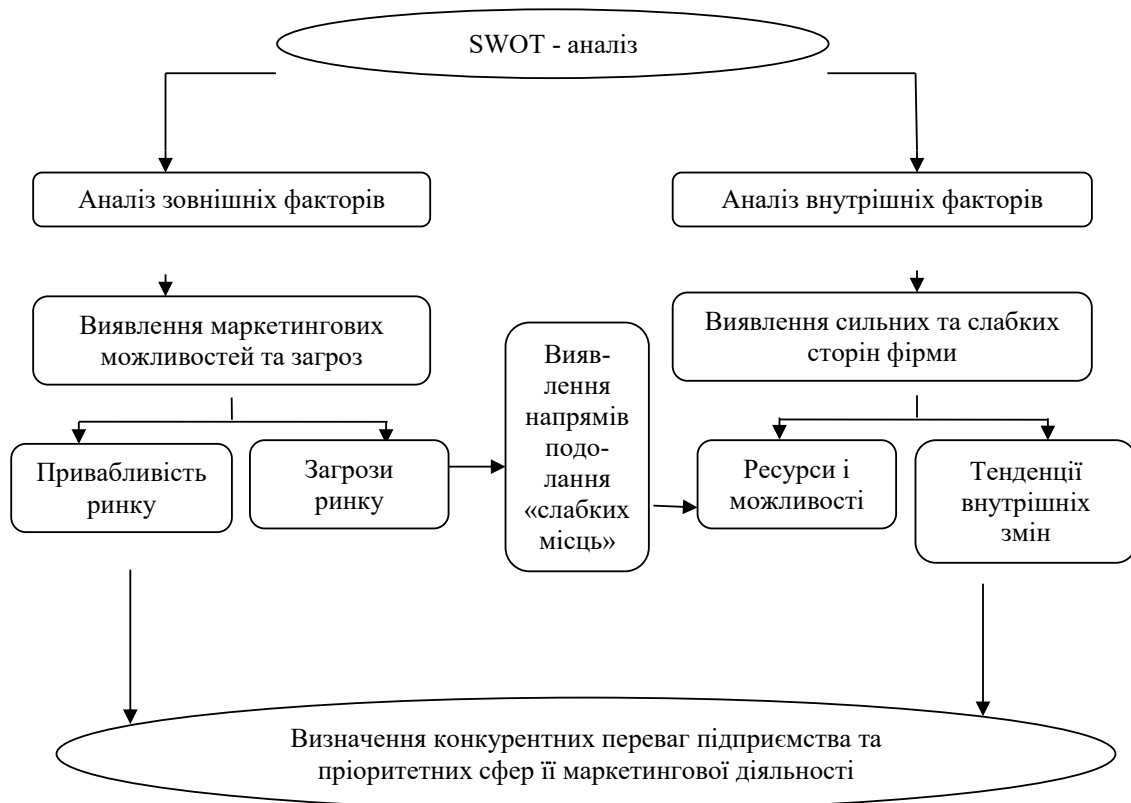 SWOT - аналіз
Аналіз зовнішніх факторів
Аналіз внутрішніх факторів
Виявлення маркетингових
можливостей та загроз
Виявлення сильних та слабких
сторін фірми
Вияв-
лення
напрямів
подо-
лання
«слабких
місць»
Привабливість
ринку
Загрози
ринку
Ресурси і
можливості
Тенденції
внутрішніх
змін
Визначення конкурентних переваг підприємства та
пріоритетних сфер її маркетингової діяльності